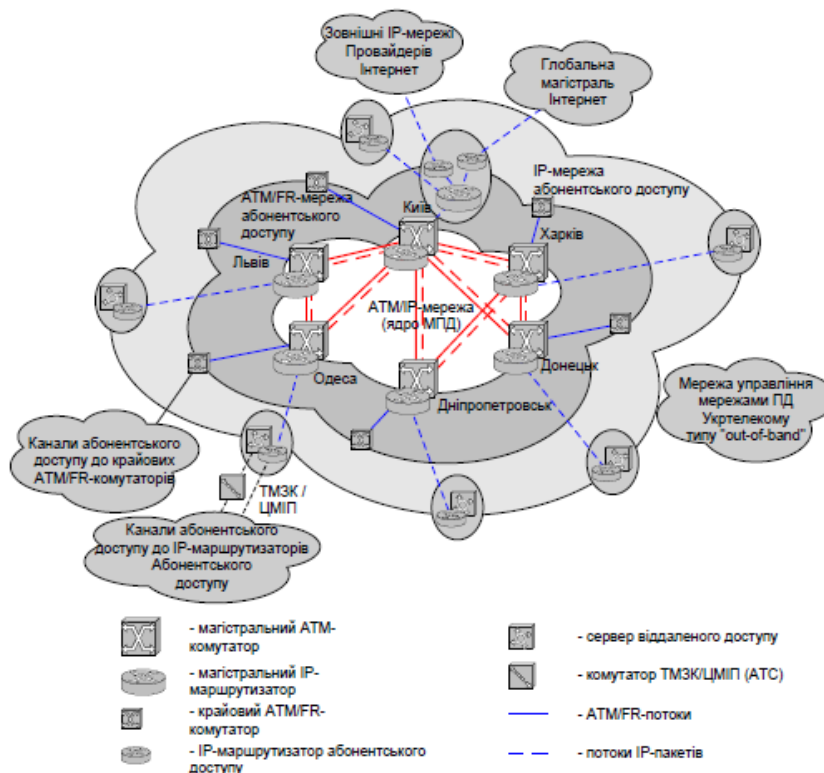 Зовнішні IP-мережі
Провайдерів
Інтернет
Глобальна
магістраль
Інтернет
IP-мережа
абонентського доступу
ATM/FR-мережа
абонентського
доступу
Київ
Харків
Львів
ATM/IP-мережа
(ядро МПД)
Одеса
Донецьк
Дніпропетровськ
Мережа управління
мережами ПД
Укртелекому
типу "out-of-band"
Канали абонентського
доступу до крайових
ATM/FR-комутаторів
ТМЗК /
ЦМІП
Канали абонентського
доступу до IP-маршрутизаторів
Абонентського
доступу
- магістральний ATM-
комутатор
- магістральний IP-
маршрутизатор
- крайовий ATM/FR-
комутатор
- IP-маршрутизатор абонентського
доступу
- сервер віддаленого доступу
- комутатор ТМЗК/ЦМІП (АТС)
- ATM/FR-потоки
- потоки IP-пакетів